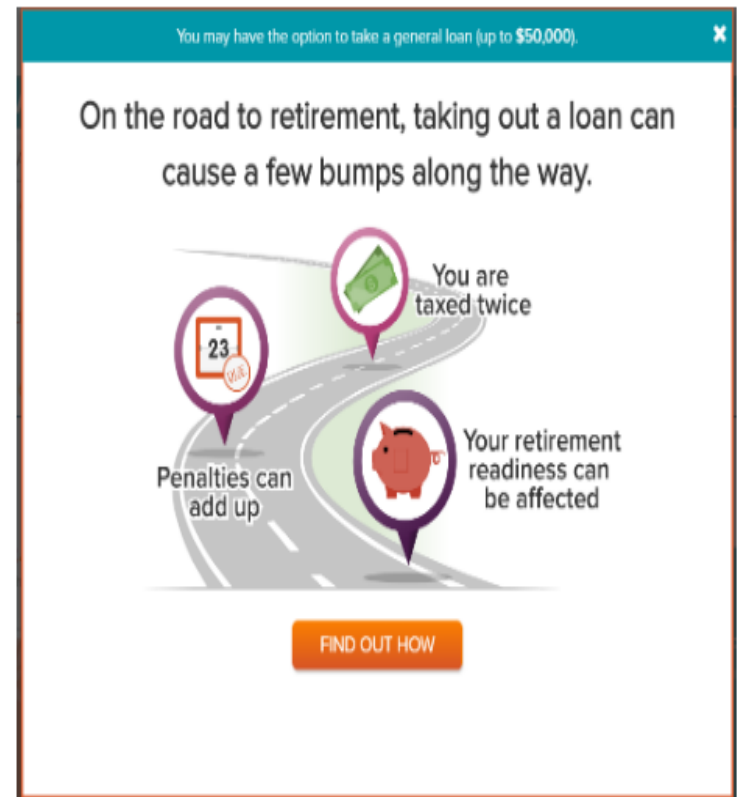 You may have the option to take a general loan (up to $50,000).
On the road to retirement, taking out a loan can
cause a few bumps along the way.
You are
taxed twice
23
Penalties can
add up
Your retirement
readiness can
be affected
FIND OUT HOW